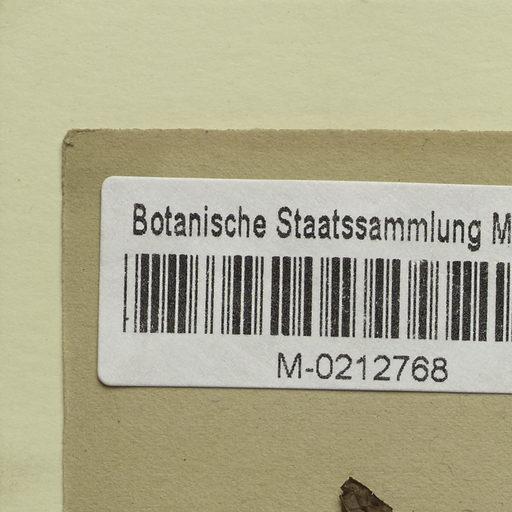 Botanische Staatssammlung M
M-0212768